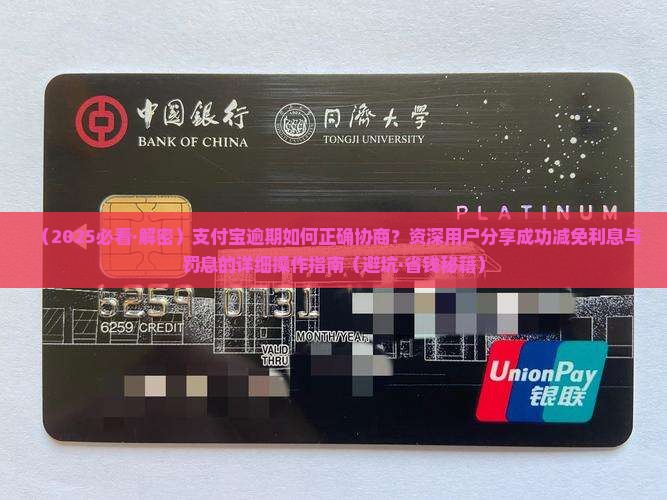 中国銀行
BANK OF CHINA
同濟大學
TONGJI UNIVERSITY
PLATINUM
（2025必看·解密）支付宝逾期如何正确协商？资深用户分享成功减免利息与
罚息的详细操作指南（避坑·省钱秘籍）
6259 0131
6259 CREDIT
MONTH/YEAR
VALID
THRU
UnionPay
银联